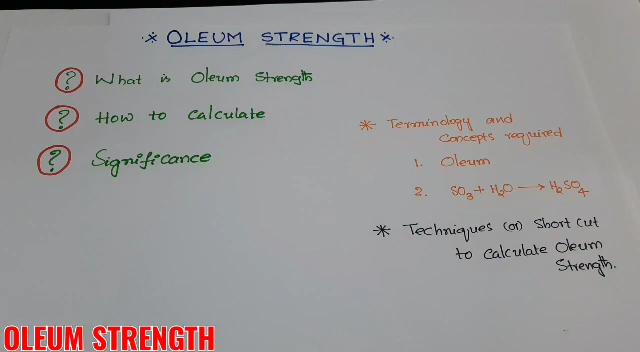 * OLEUM STRENGTH *
? What is Oleum Strength
? How to calculate
? Significance
* Terminology and
Concepts required
1. Oleum
2. SO3 + H2O → H2SO4
* Techniques (or) Short cut
to calculate Oleum
Strength.
OLEUM STRENGTH